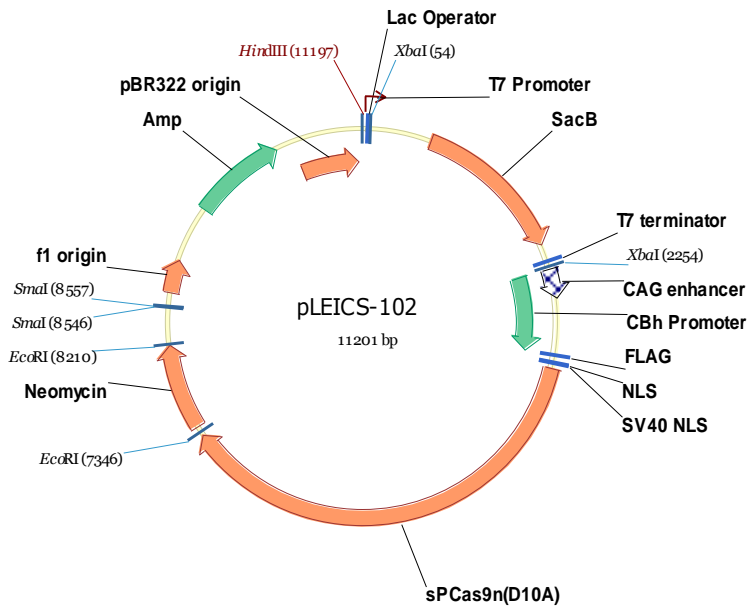 Lac Operator
HindIII (11197)
XbaI (54)
pBR322 origin
T7 Promoter
Amp
SacB
T7 terminator
f1 origin
XbaI (2254)
SmaI (8557)
CAG enhancer
pLEICS-102
SmaI (8546)
CBh Promoter
11201 bp
EcoRI (8210)
FLAG
Neomycin
NLS
SV40 NLS
EcoRI (7346)
sPCas9n(D10A)